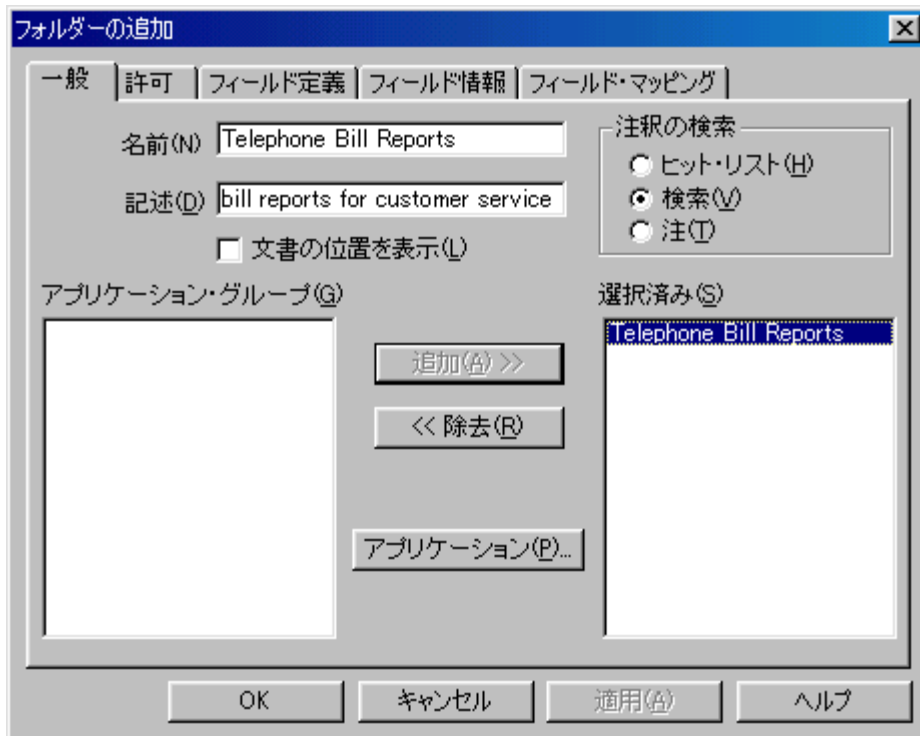 フォルダーの追加
一般 許可 フィールド定義 フィールド情報 フィールド・マッピング
名前(N) Telephone Bill Reports
記述(D) bill reports for customer service
文書の位置を表示(L)
注釈の検索
ヒット・リスト(H)
検索(V)
注(T)
アプリケーション・グループ(G)
選択済み(S)
Telephone Bill Reports
追加(A) >>
<< 除去(R)
アプリケーション(P)...
OK キャンセル 適用(A) ヘルプ